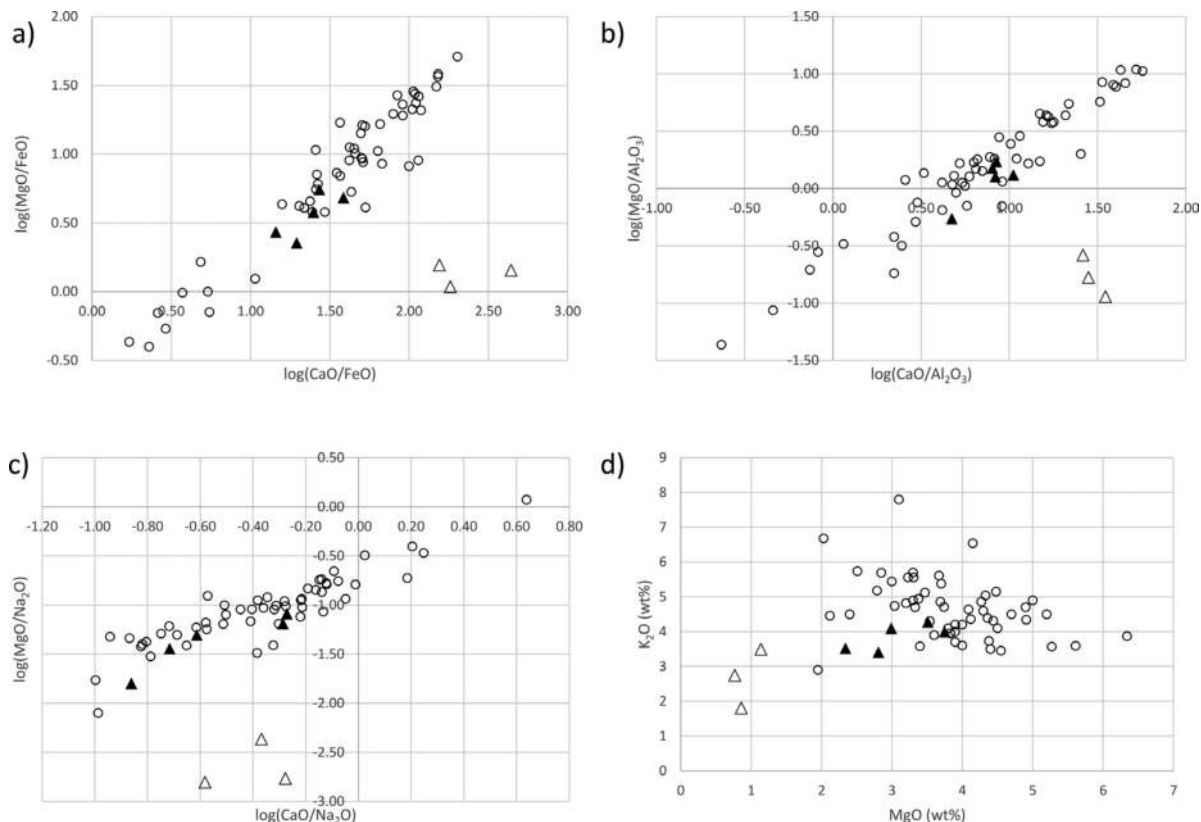 a)
2.00
1.50
1.00
0.50
0.00
-0.50
log(MgO/FeO)
0.00 0.50 1.00 1.50 2.00 2.50 3.00
log(CaO/FeO)
b)
1.50
1.00
0.50
0.00
-0.50
-1.00
-1.50
log(MgO/Al₂O₃)
-1.00 -0.50 0.00 0.50 1.00 1.50 2.00
log(CaO/Al₂O₃)
c)
0.50
0.00
-0.50
-1.00
-1.50
-2.00
-2.50
-3.00
log(MgO/Na₂O)
-1.20 -1.00 -0.80 -0.60 -0.40 -0.20 0.00 0.20 0.40 0.60 0.80
log(CaO/Na₂O)
d)
9
8
7
6
5
4
3
2
1
0
K₂O (wt%)
0 1 2 3 4 5 6 7
MgO (wt%)